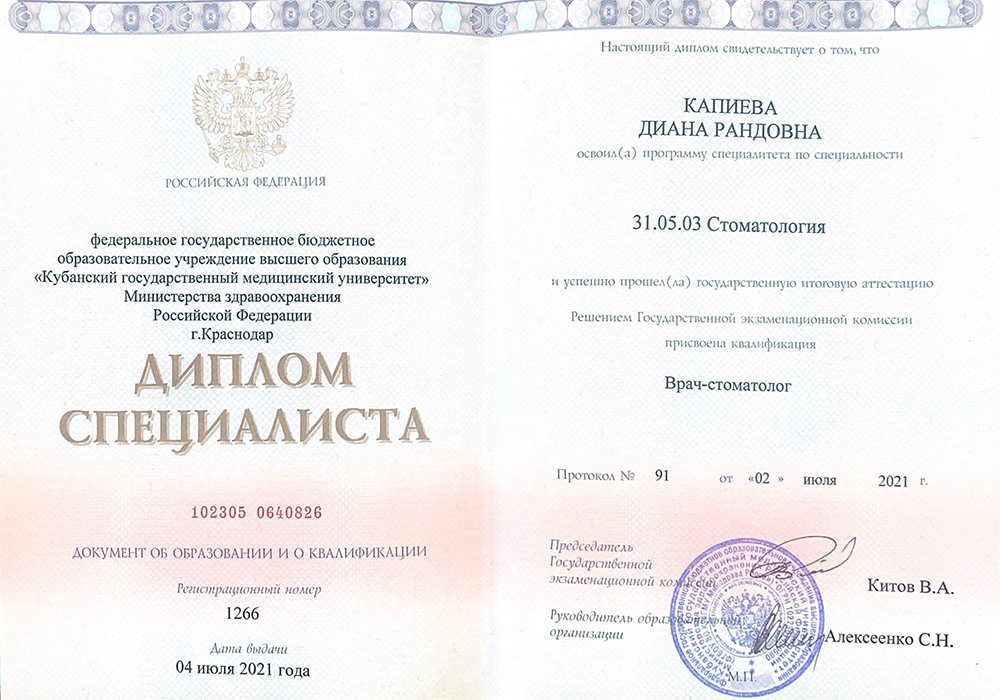 РОССИЙСКАЯ ФЕДЕРАЦИЯ
федеральное государственное бюджетное
образовательное учреждение высшего образования
«Кубанский государственный медицинский университет»
Министерства здравоохранения
Российской Федерации
г.Краснодар
ДИПЛОМ
СПЕЦИАЛИСТА
102305 0640826
ДОКУМЕНТ ОБ ОБРАЗОВАНИИ И О КВАЛИФИКАЦИИ
Регистрационный номер
1266
Дата выдачи
04 июля 2021 года
Настоящий диплом свидетельствует о том, что
КАПИЕВА
ДИАНА РАНДОВНА
освоил(а) программу специалитета по специальности
31.05.03 Стоматология
и успешно прошел(ла) государственную итоговую аттестацию
Решением Государственной экзаменационной комиссии
присвоена квалификация
Врач-стоматолог
Протокол № 91 от «02 » июля 2021 г.
Председатель
Государственной
экзаменационной комиссии
Китов В.А.
Руководитель образовательной
организации
Алексеенко С.Н.
М.П.